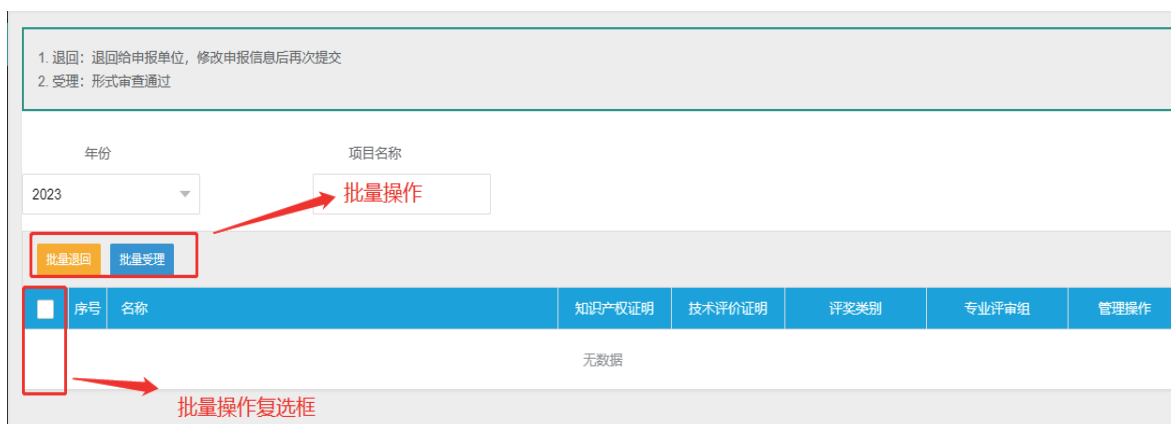 1. 退回：退回给申报单位，修改申报信息后再次提交
2. 受理：形式审查通过
年份 项目名称
2023 批量操作
批量退回 批量受理
序号 名称 知识产权证明 技术评价证明 评奖类别 专业评审组 管理操作
无数据
批量操作复选框